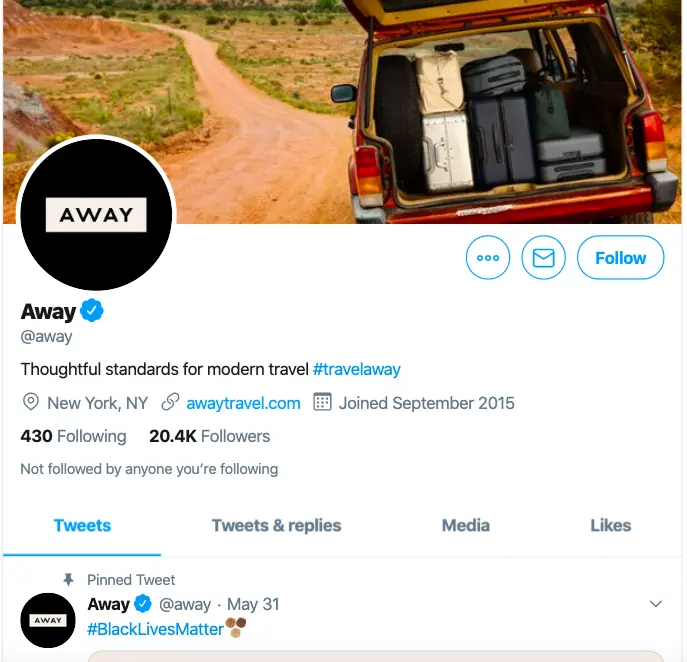 AWAY
Follow
Away
@away
Thoughtful standards for modern travel #travelaway
New York, NY awaytravel.com Joined September 2015
430 Following 20.4K Followers
Not followed by anyone you’re following
Tweets Tweets & replies Media Likes
Pinned Tweet
AWAY
Away @away · May 31
#BlackLivesMatter